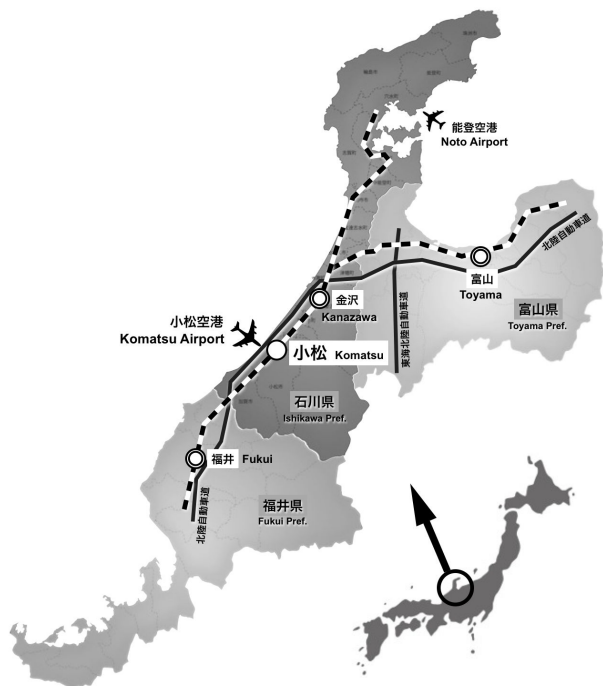 能登空港
Noto Airport
北陸自動車道
富山
Toyama
金沢
Kanazawa
富山県
Toyama Pref.
小松空港
Komatsu Airport
東海北陸自動車道
小松 Komatsu
石川県
Ishikawa Pref.
福井 Fukui
福井県
Fukui Pref.
北陸自動車道